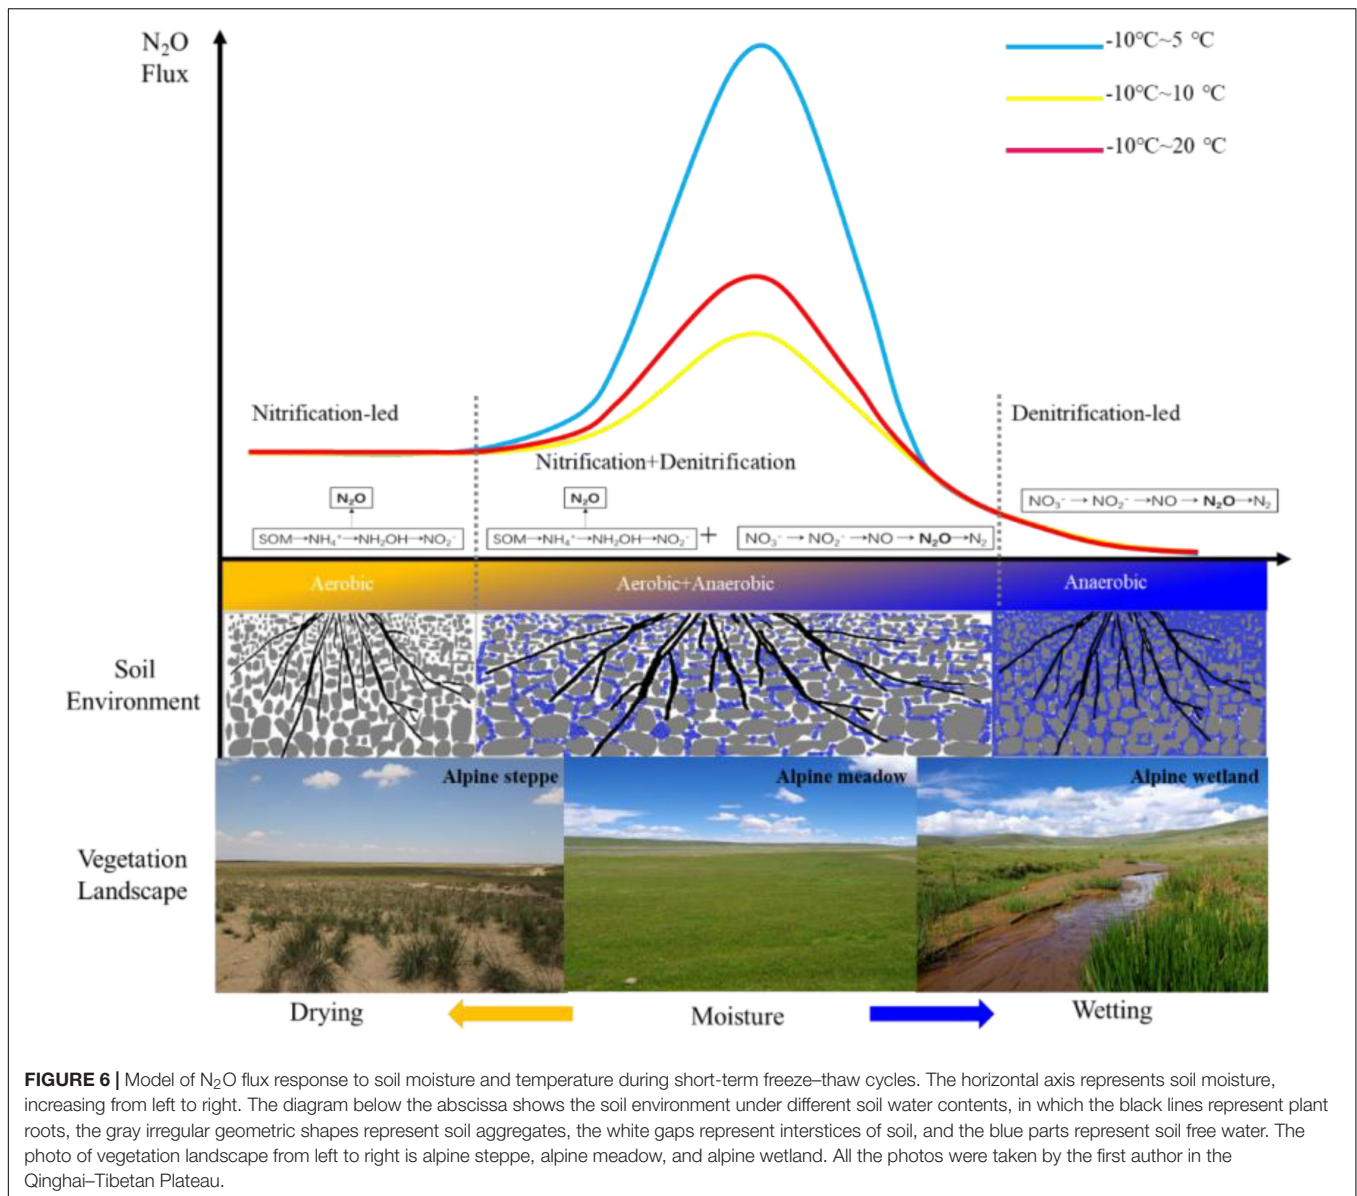 N₂O
Flux
-10℃~5 ℃
-10℃~10 ℃
-10℃~20 ℃
Nitrification-led
Denitrification-led
Nitrification+Denitrification
N₂O
N₂O
NO₃⁻→NO₂⁻→NO→N₂O→N₂
SOM→NH₄⁺→NH₂OH→NO₂⁻
SOM→NH₄⁺→NH₂OH→NO₂⁻ + NO₃⁻→NO₂⁻→NO→N₂O→N₂
Aerobic
Aerobic+Anaerobic
Anaerobic
Soil
Environment
Alpine steppe
Alpine meadow
Alpine wetland
Vegetation
Landscape
Drying
Moisture
Wetting
FIGURE 6 | Model of N₂O flux response to soil moisture and temperature during short-term freeze–thaw cycles. The horizontal axis represents soil moisture,
increasing from left to right. The diagram below the abscissa shows the soil environment under different soil water contents, in which the black lines represent plant
roots, the gray irregular geometric shapes represent soil aggregates, the white gaps represent interstices of soil, and the blue parts represent soil free water. The
photo of vegetation landscape from left to right is alpine steppe, alpine meadow, and alpine wetland. All the photos were taken by the first author in the
Qinghai–Tibetan Plateau.